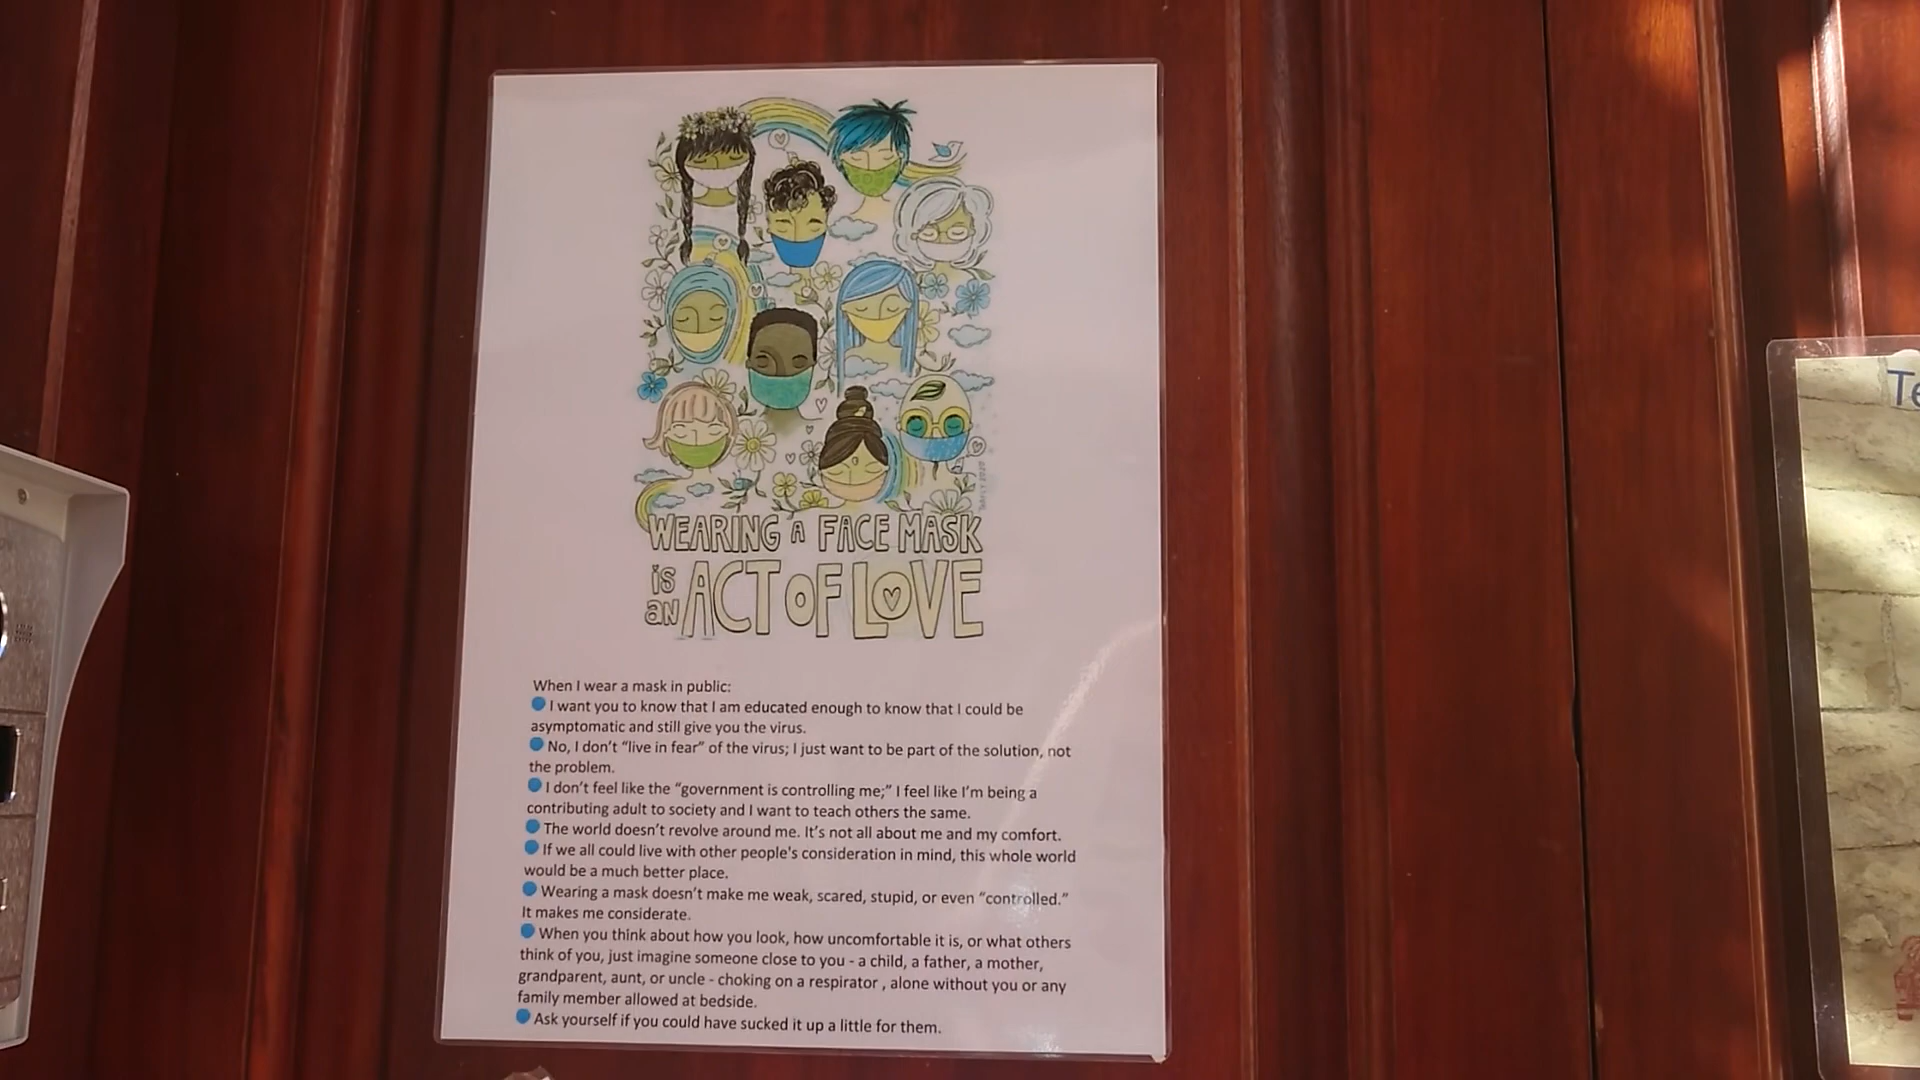 WEARING A FACE MASK
is an ACT OF LOVE
When I wear a mask in public:
I want you to know that I am educated enough to know that I could be
asymptomatic and still give you the virus.
No, I don't “live in fear” of the virus; I just want to be part of the solution, not
the problem.
I don't feel like the “government is controlling me;” I feel like I'm being a
contributing adult to society and I want to teach others the same.
The world doesn't revolve around me. It's not all about me and my comfort.
If we all could live with other people's consideration in mind, this whole world
would be a much better place.
Wearing a mask doesn't make me weak, scared, stupid, or even “controlled.”
It makes me considerate.
When you think about how you look, how uncomfortable it is, or what others
think of you, just imagine someone close to you - a child, a father, a mother,
grandparent, aunt, or uncle - choking on a respirator , alone without you or any
family member allowed at bedside.
Ask yourself if you could have sucked it up a little for them.
Te